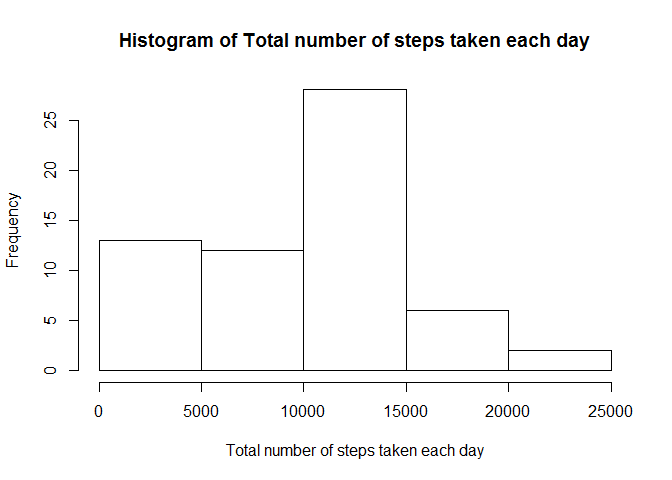 Histogram of Total number of steps taken each day
Frequency
25
20
15
10
5
0
0 5000 10000 15000 20000 25000
Total number of steps taken each day